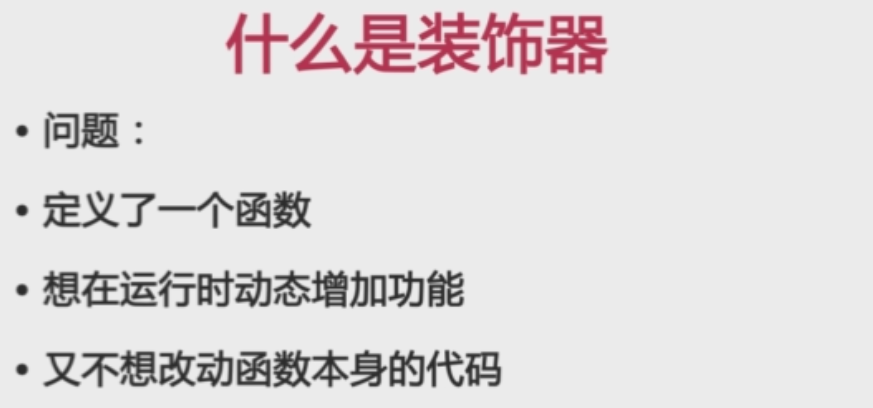 什么是装饰器
• 问题：
• 定义了一个函数
• 想在运行时动态增加功能
• 又不想改动函数本身的代码